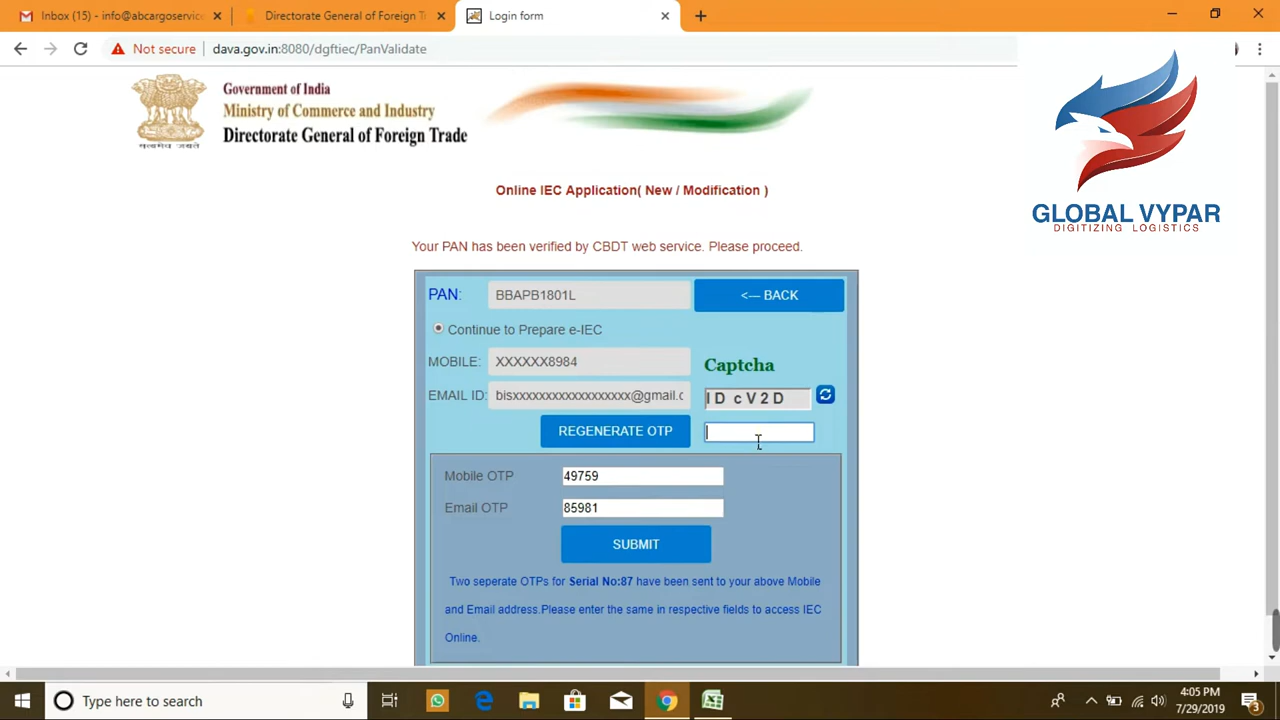 Inbox (15) - info@abcargoservic
Directorate General of Foreign T
Login form
Not secure
dava.gov.in:8080/dgftiec/PanValidate
Government of India
Ministry of Commerce and Industry
Directorate General of Foreign Trade
सत्यमेव जयते
GLOBAL VYPAR
DIGITIZING LOGISTICS
Online IEC Application( New / Modification )
Your PAN has been verified by CBDT web service. Please proceed.
PAN: BBAPB1801L <--- BACK
Continue to Prepare e-IEC
MOBILE: XXXXXX8984 Captcha
EMAIL ID: bisxxxxxxxxxxxxxxxxxx@gmail.c I D c V 2 D
REGENERATE OTP
Mobile OTP 49759
Email OTP 85981
SUBMIT
Two seperate OTPs for Serial No:87 have been sent to your above Mobile
and Email address.Please enter the same in respective fields to access IEC
Online.
Type here to search
4:05 PM
7/29/2019
3